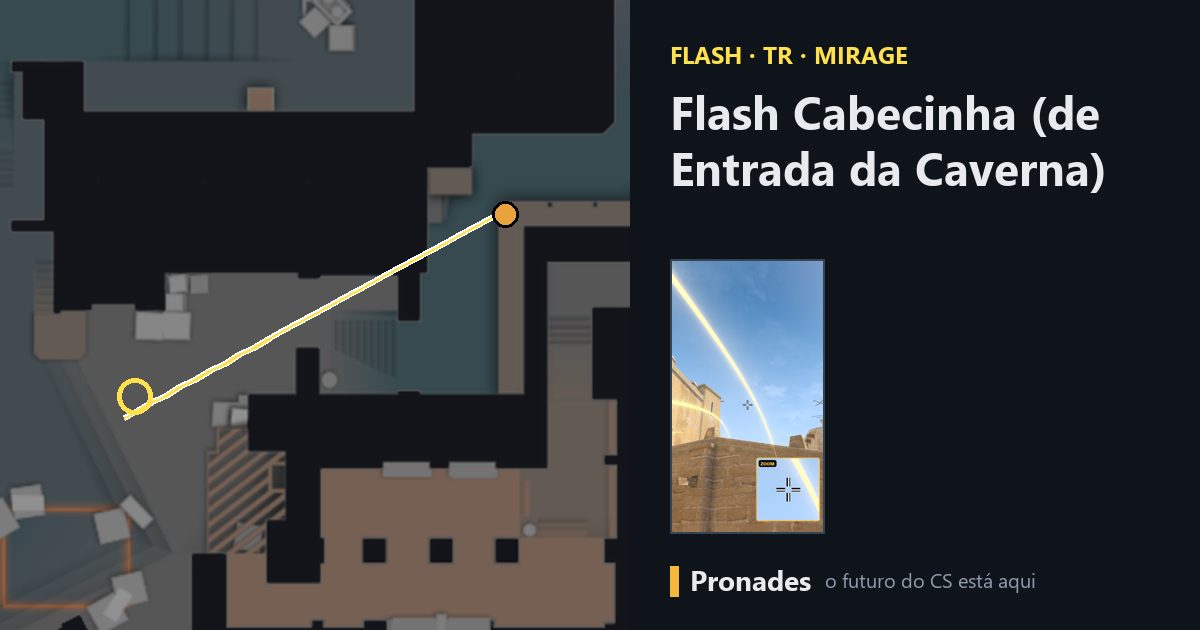 FLASH · TR · MIRAGE
Flash Cabecinha (de
Entrada da Caverna)
ZOOM
Pronades o futuro do CS está aqui